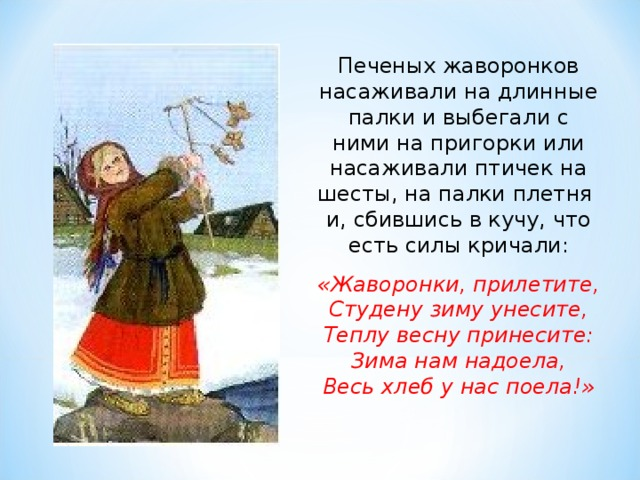 Печеных жаворонков
насаживали на длинные
палки и выбегали с
ними на пригорки или
насаживали птичек на
шесты, на палки плетня
и, сбившись в кучу, что
есть силы кричали:
«Жаворонки, прилетите,
Студену зиму унесите,
Теплу весну принесите:
Зима нам надоела,
Весь хлеб у нас поела!»